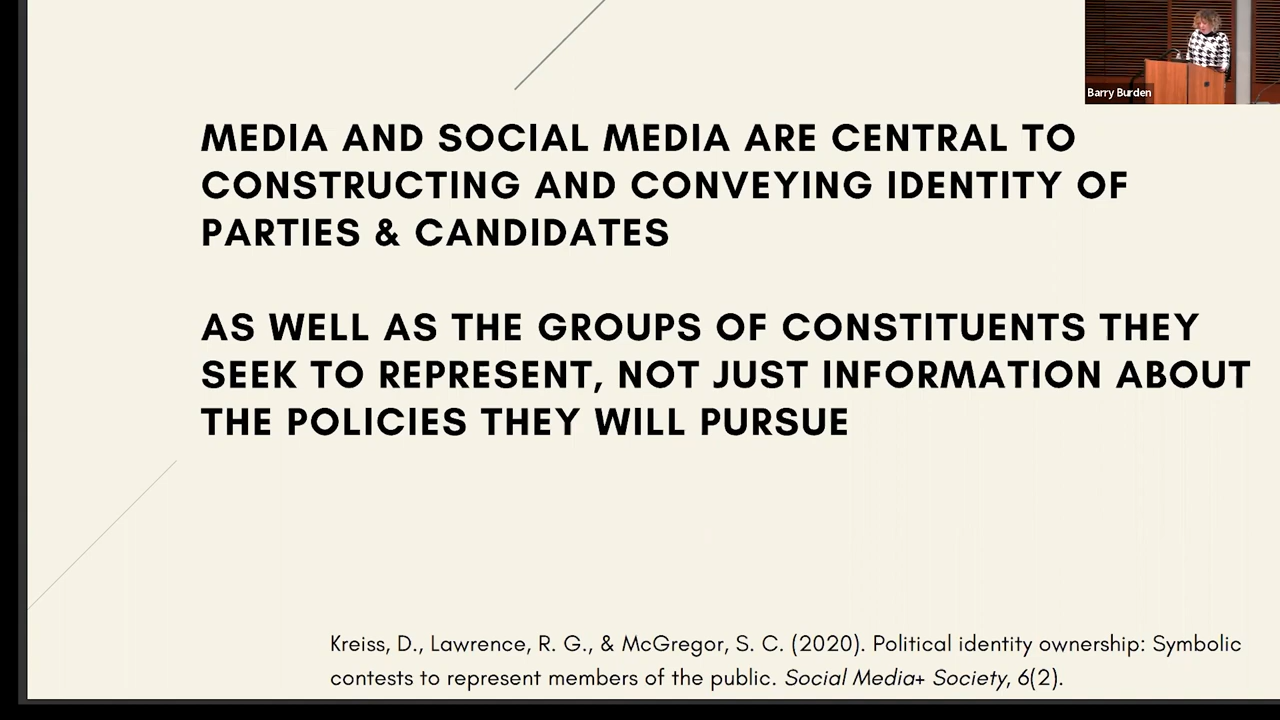 Barry Burden
MEDIA AND SOCIAL MEDIA ARE CENTRAL TO
CONSTRUCTING AND CONVEYING IDENTITY OF
PARTIES & CANDIDATES
AS WELL AS THE GROUPS OF CONSTITUENTS THEY
SEEK TO REPRESENT, NOT JUST INFORMATION ABOUT
THE POLICIES THEY WILL PURSUE
Kreiss, D., Lawrence, R. G., & McGregor, S. C. (2020). Political identity ownership: Symbolic
contests to represent members of the public. Social Media+ Society, 6(2).